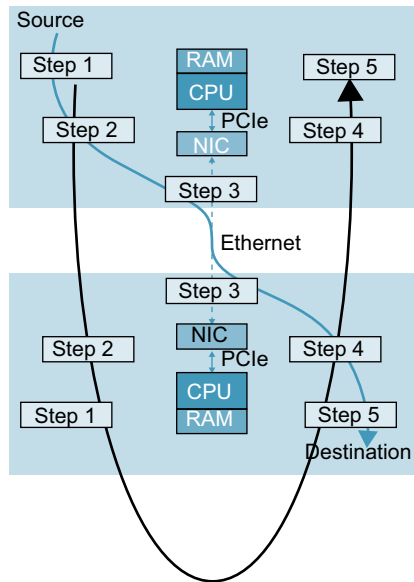 Source
Step 1
RAM
CPU
Step 5
PCIe
Step 2
NIC
Step 4
Step 3
Ethernet
Step 3
NIC
Step 2
PCIe
Step 4
CPU
Step 1
RAM
Step 5
Destination